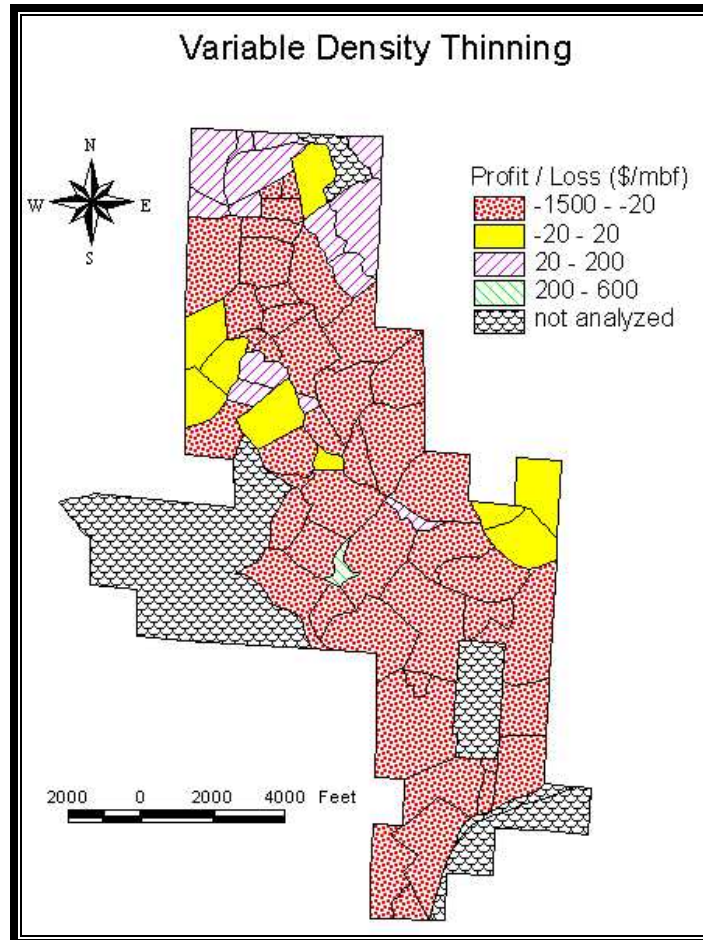 Variable Density Thinning
N
W E
S
Profit / Loss ($/mbf)
-1500 - -20
-20 - 20
20 - 200
200 - 600
not analyzed
2000 0 2000 4000 Feet